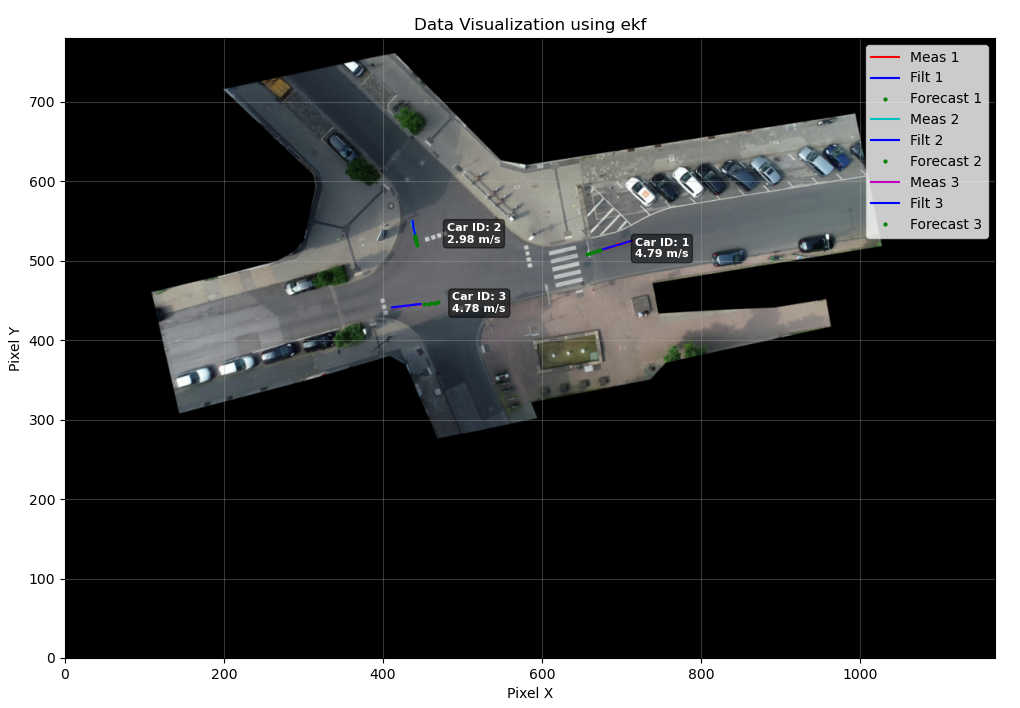 Data Visualization using ekf
Meas 1
Filt 1
Forecast 1
Meas 2
Filt 2
Forecast 2
Meas 3
Filt 3
Forecast 3
Car ID: 2
2.98 m/s
Car ID: 1
4.79 m/s
Car ID: 3
4.78 m/s
700
600
500
400
300
200
100
0
Pixel Y
0
200
400
600
800
1000
Pixel X